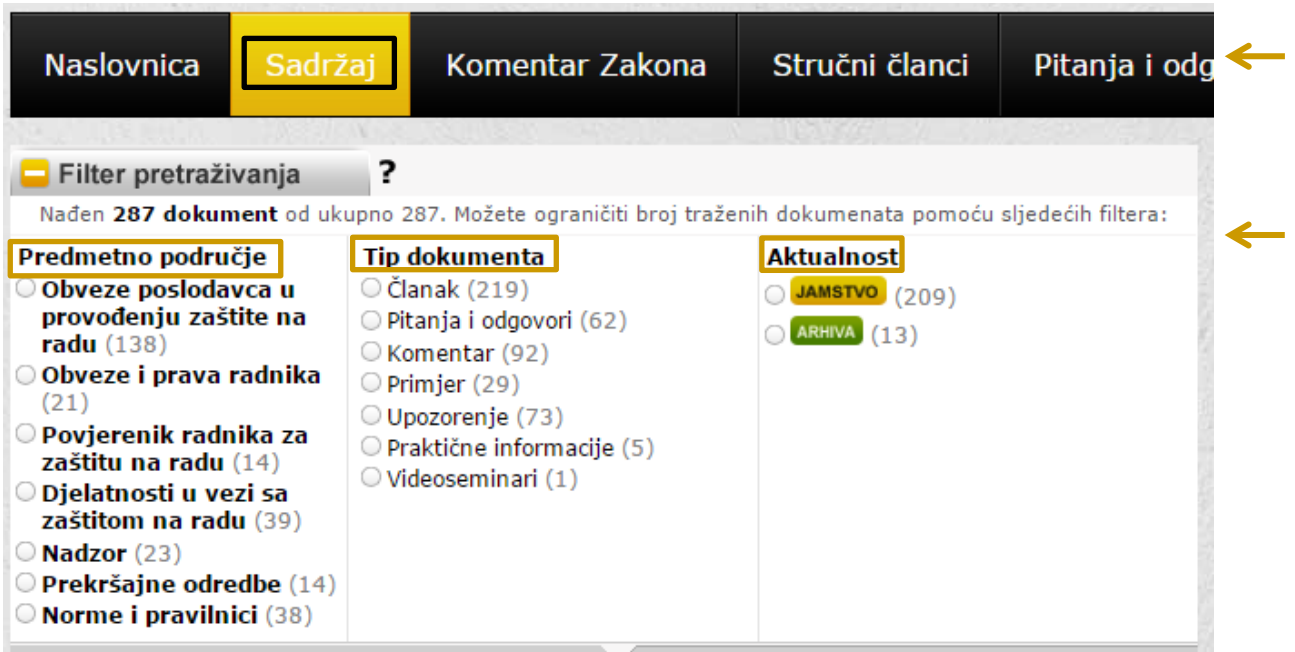 Naslovnica Sadržaj Komentar Zakona Stručni članci Pitanja i odg
Filter pretraživanja ?
Nađen 287 dokument od ukupno 287. Možete ograničiti broj traženih dokumenata pomoću sljedećih filtera:
Predmetno područje
Obveze poslodavca u
provođenju zaštite na
radu (138)
Obveze i prava radnika
(21)
Povjerenik radnika za
zaštitu na radu (14)
Djelatnosti u vezi sa
zaštitom na radu (39)
Nadzor (23)
Prekršajne odredbe (14)
Norme i pravilnici (38)
Tip dokumenta
Članak (219)
Pitanja i odgovori (62)
Komentar (92)
Primjer (29)
Upozorenje (73)
Praktične informacije (5)
Videoseminari (1)
Aktualnost
JAMSTVO (209)
ARHIVA (13)